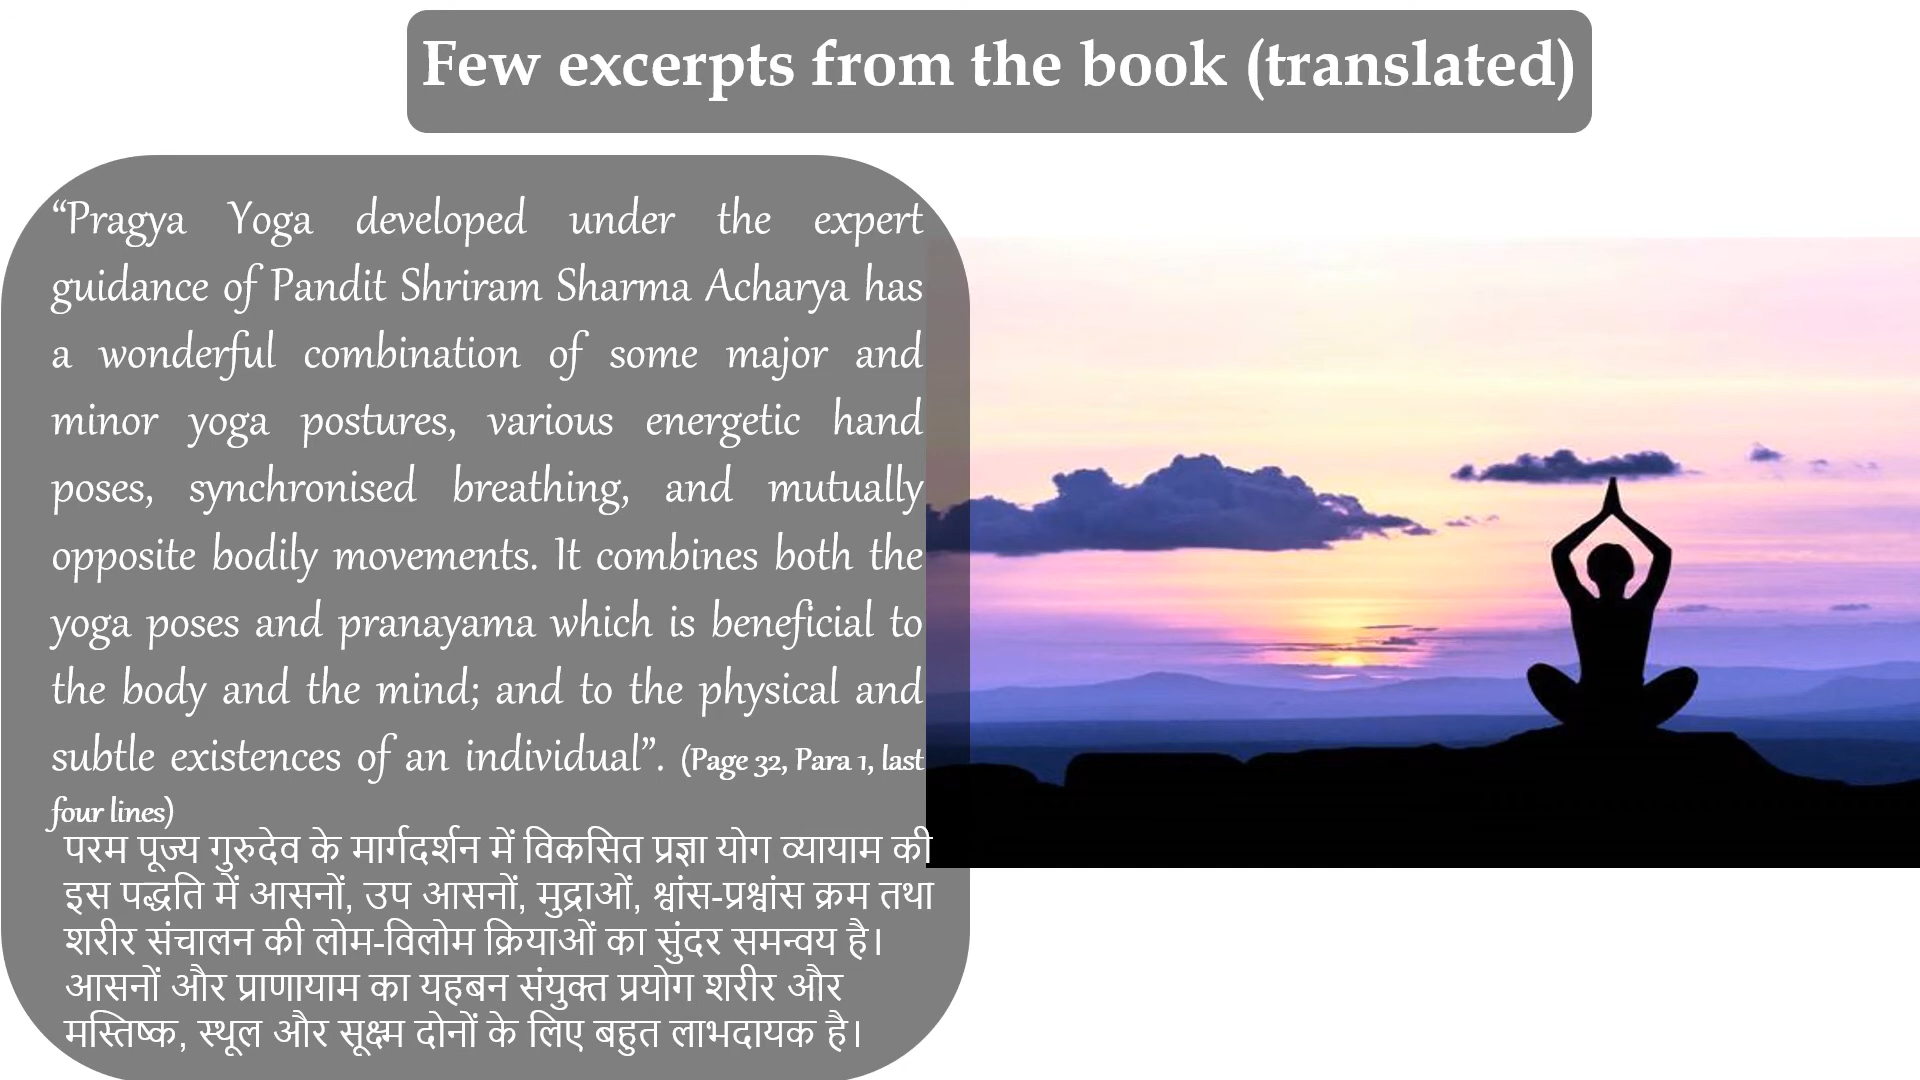 Few excerpts from the book (translated)
“Pragya Yoga developed under the expert
guidance of Pandit Shriram Sharma Acharya has
a wonderful combination of some major and
minor yoga postures, various energetic hand
poses, synchronised breathing, and mutually
opposite bodily movements. It combines both the
yoga poses and pranayama which is beneficial to
the body and the mind; and to the physical and
subtle existences of an individual”. (Page 32, Para 1, last
four lines)
परम पूज्य गुरुदेव के मार्गदर्शन में विकसित प्रज्ञा योग व्यायाम की
इस पद्धति में आसनों, उप आसनों, मुद्राओं, श्वांस-प्रश्वांस क्रम तथा
शरीर संचालन की लोम-विलोम क्रियाओं का सुंदर समन्वय है।
आसनों और प्राणायाम का यहबन संयुक्त प्रयोग शरीर और
मस्तिष्क, स्थूल और सूक्ष्म दोनों के लिए बहुत लाभदायक है।